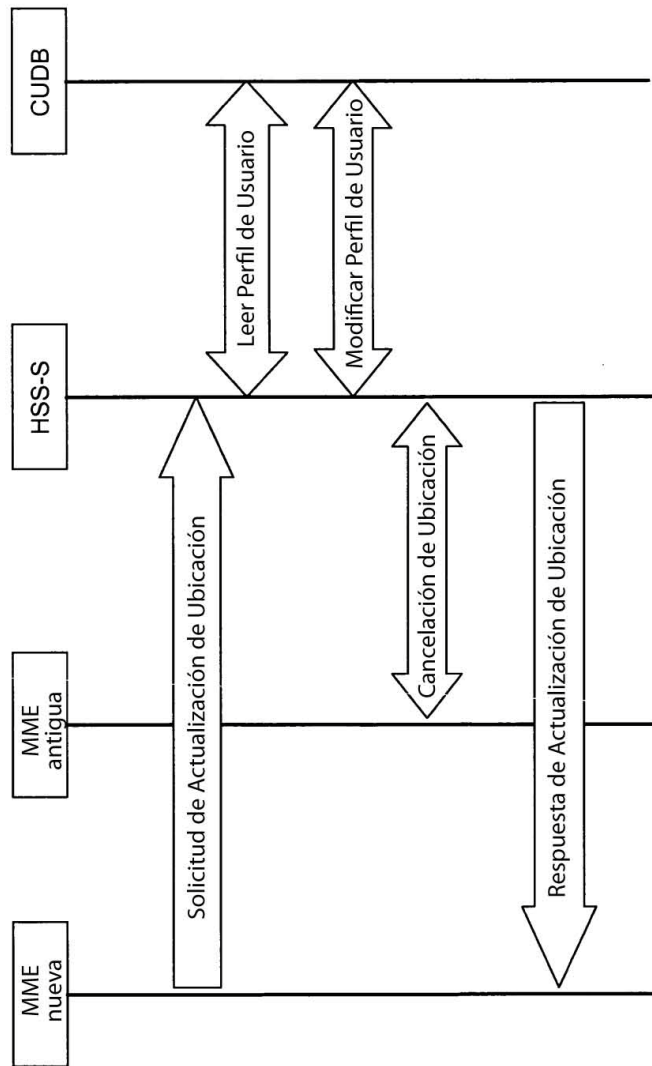 MME
nueva
MME
antigua
HSS-S
CUDB
Solicitud de Actualización de Ubicación
Leer Perfil de Usuario
Modificar Perfil de Usuario
Cancelación de Ubicación
Respuesta de Actualización de Ubicación